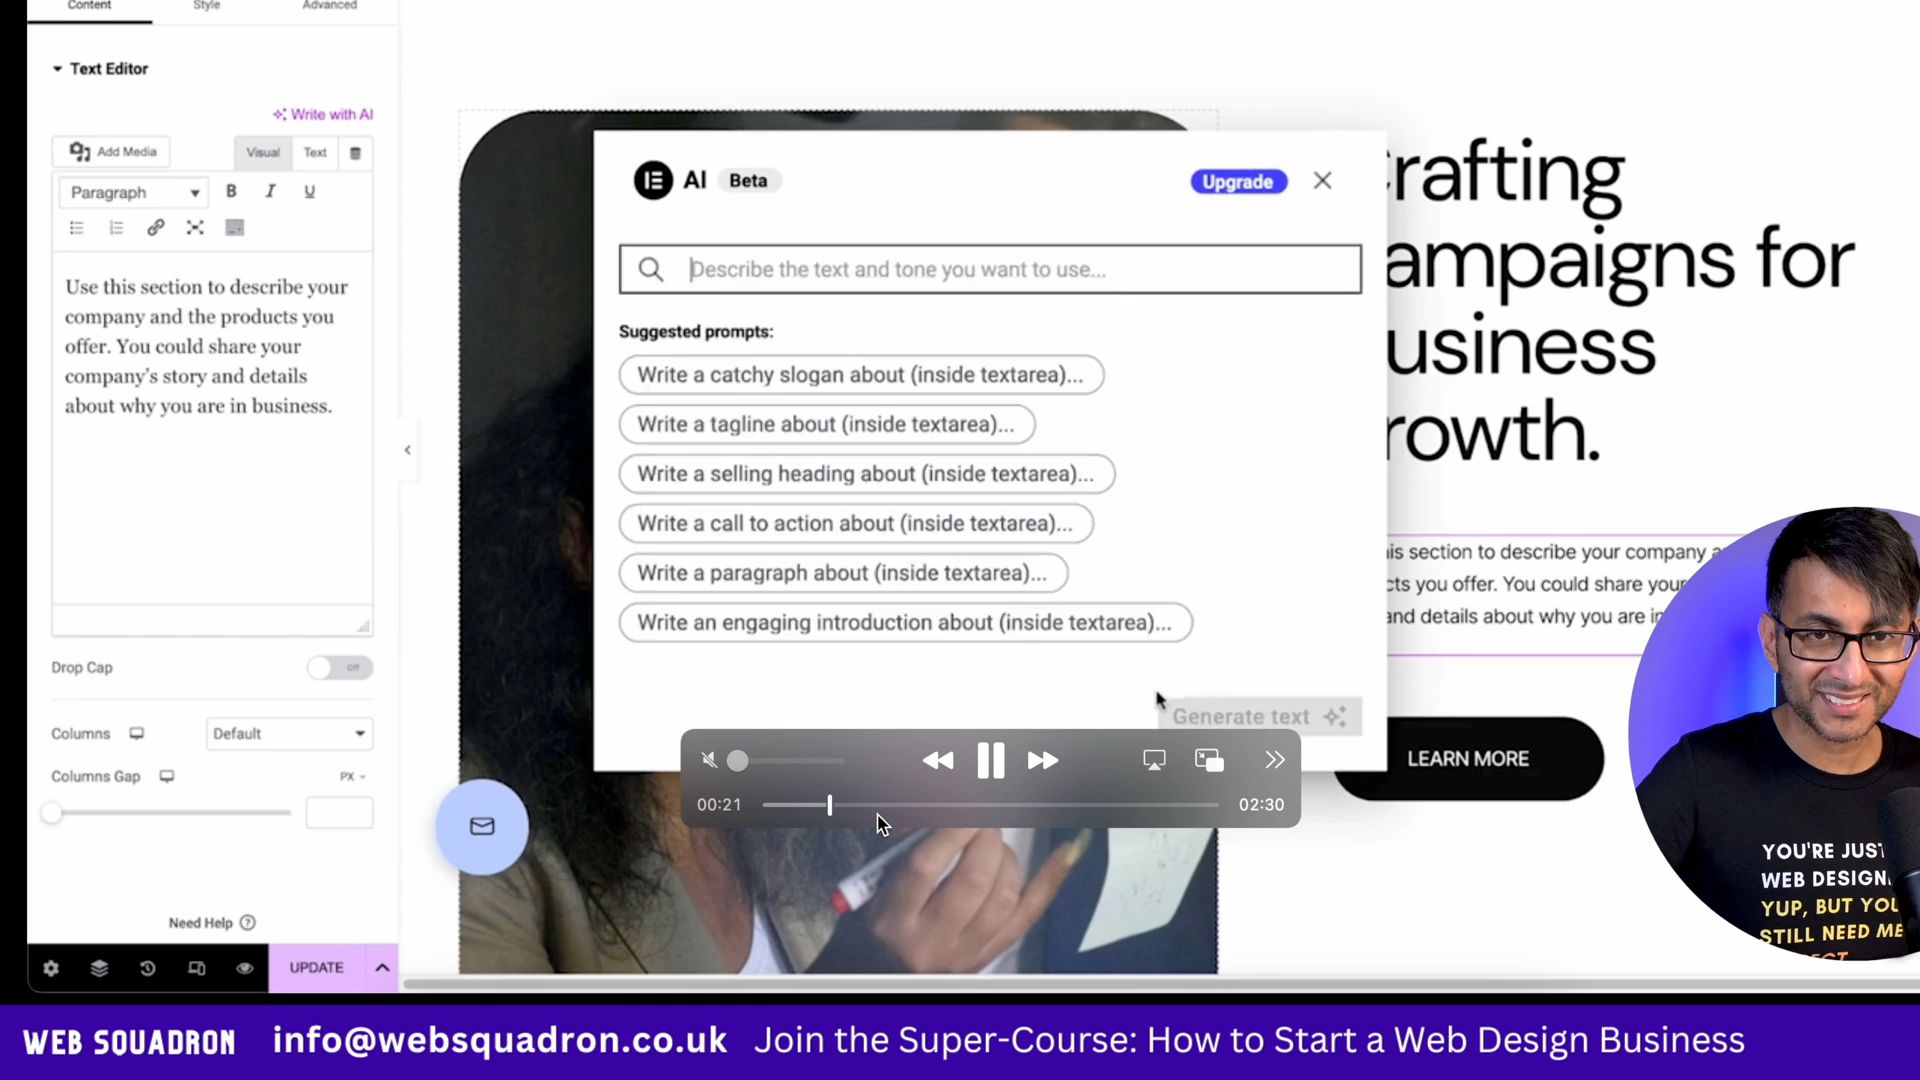 Content Style Advanced
Text Editor
Write with AI
Add Media
Visual Text
Paragraph B I U
Use this section to describe your
company and the products you
offer. You could share your
company's story and details
about why you are in business.
Drop Cap
Off
Columns
Default
Columns Gap
PX
Need Help ?
UPDATE
AI Beta
Upgrade
Describe the text and tone you want to use...
Suggested prompts:
Write a catchy slogan about (inside textarea)...
Write a tagline about (inside textarea)...
Write a selling heading about (inside textarea)...
Write a call to action about (inside textarea)...
Write a paragraph about (inside textarea)...
Write an engaging introduction about (inside textarea)...
Generate text
00:21
02:30
rafting
ampaigns for
usiness
rowth.
is section to describe your company
cts you offer. You could share your
and details about why you are in
LEARN MORE
YOU'RE JUST
WEB DESIGN
YUP, BUT YOU
STILL NEED ME
WEB SQUADRON info@websquadron.co.uk Join the Super-Course: How to Start a Web Design Business